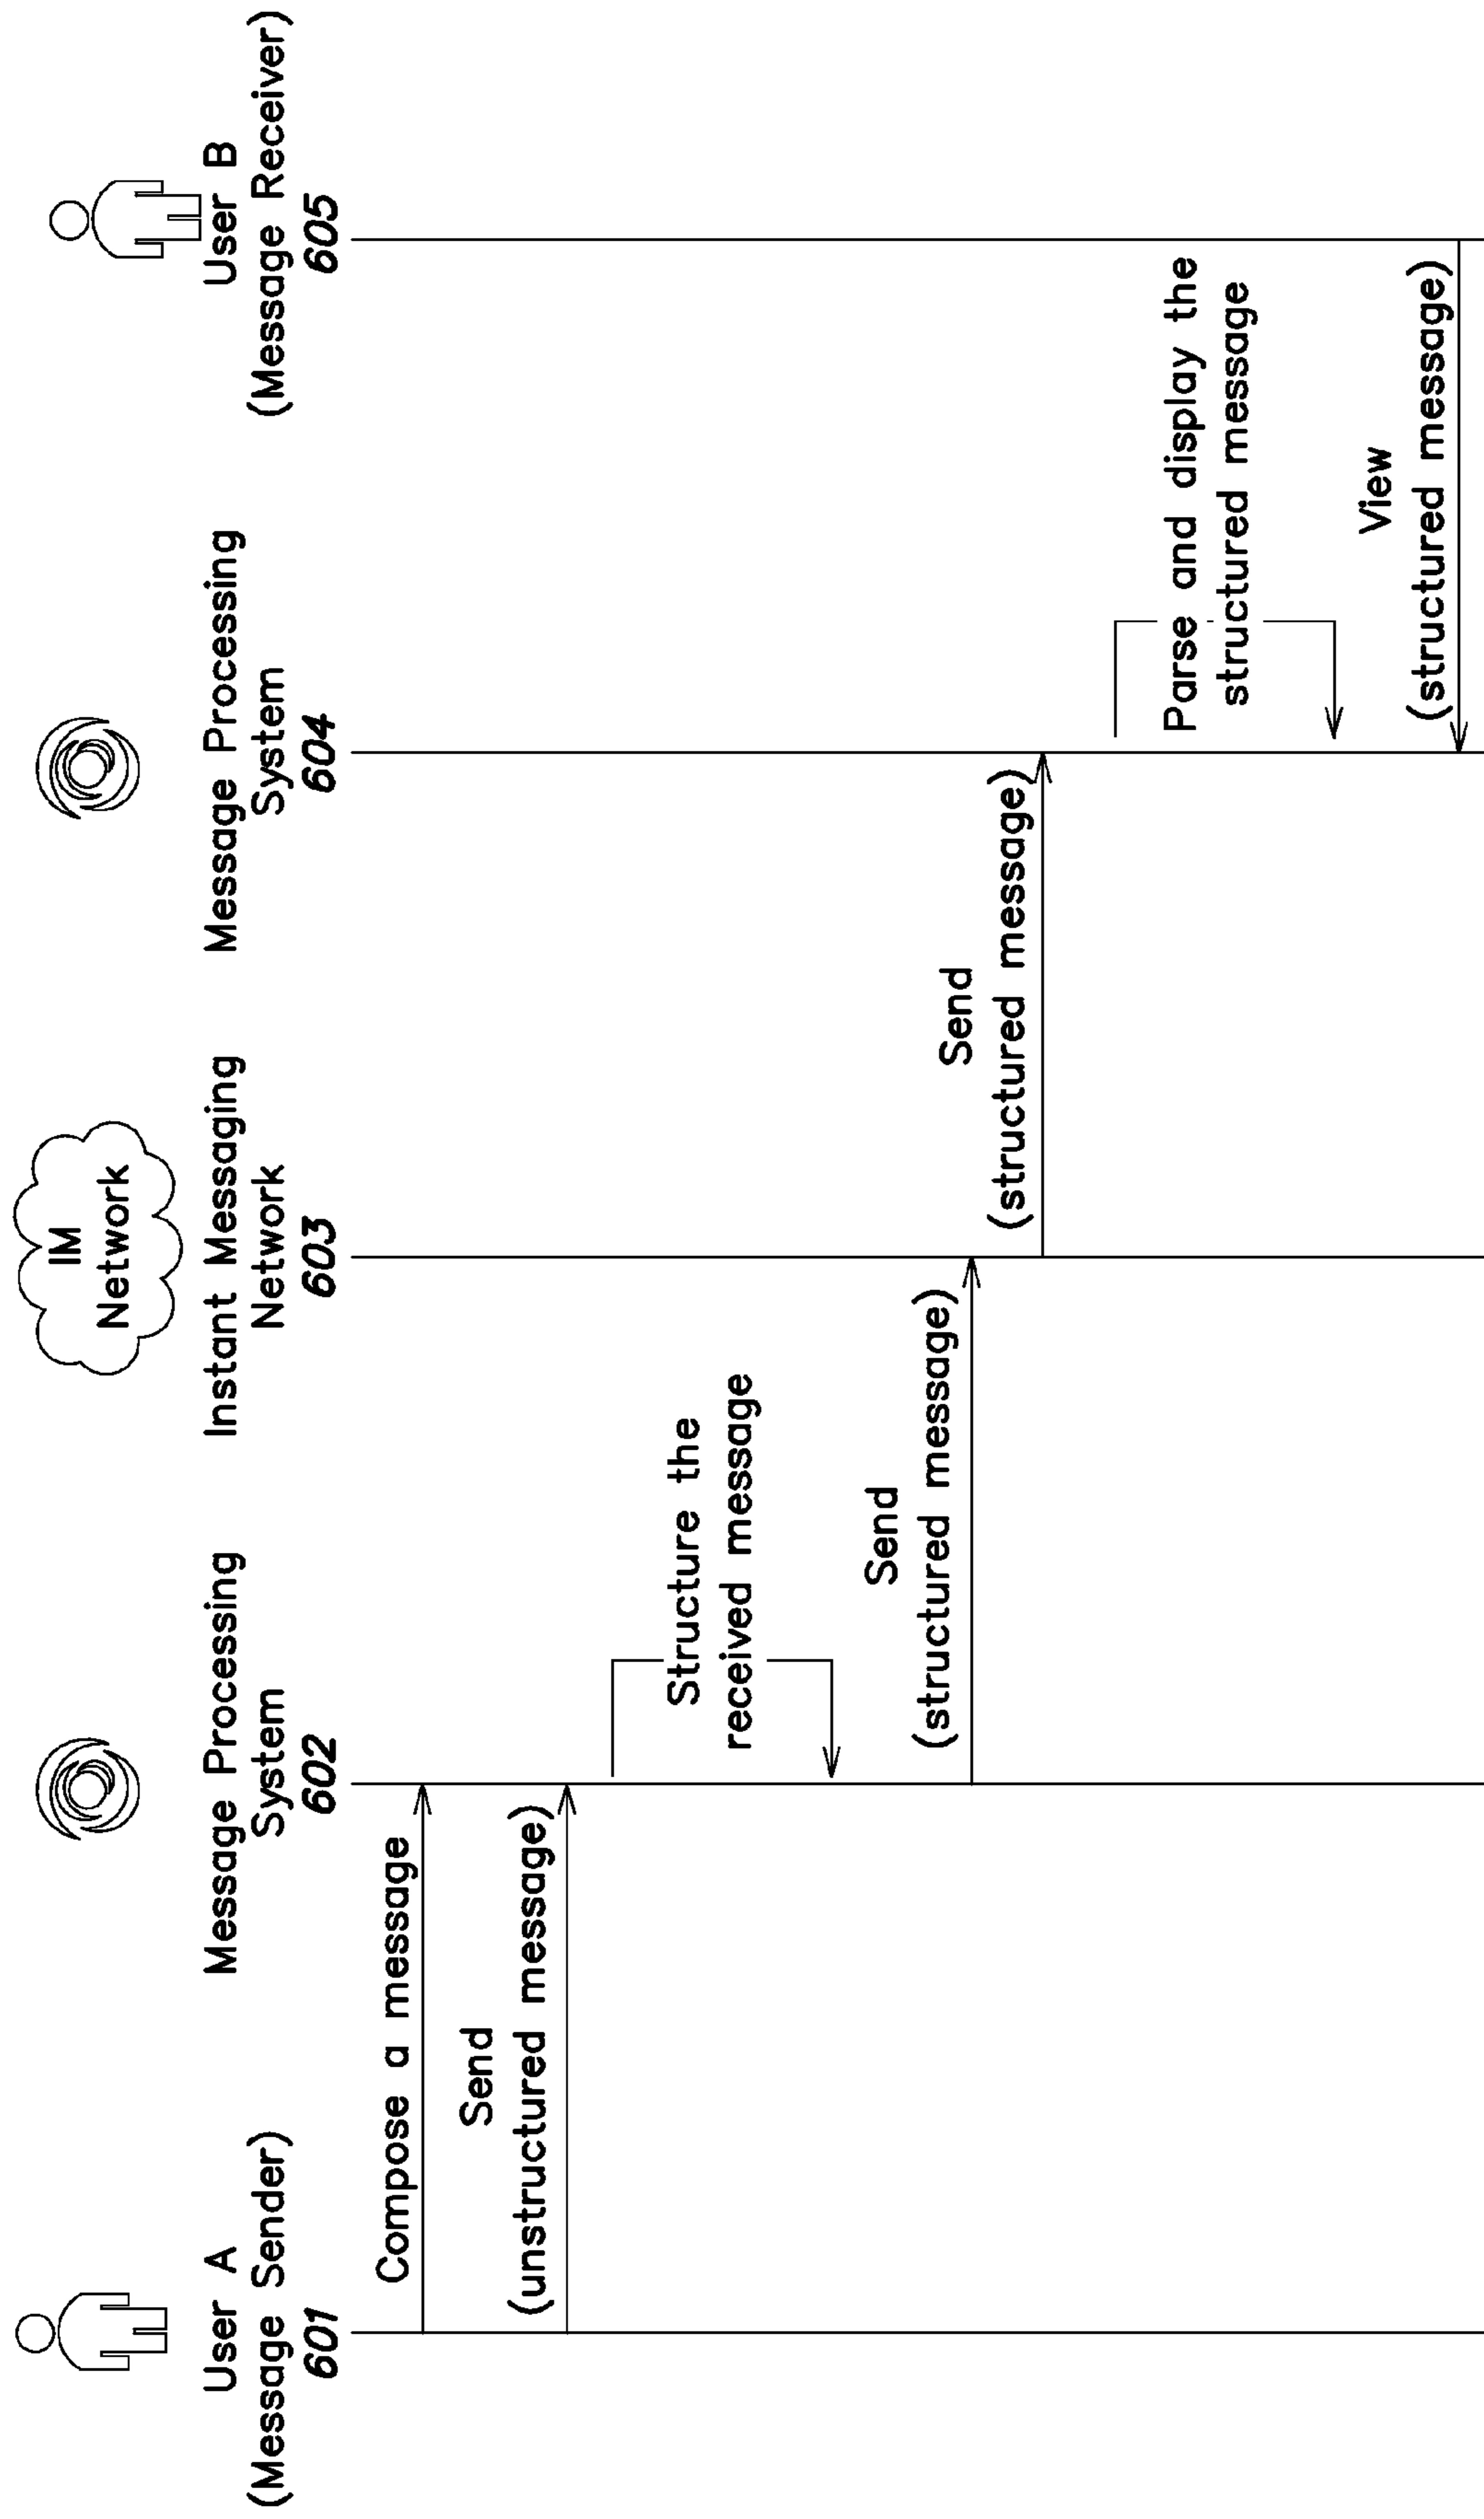 User A
(Message Sender)
601
Message Processing
System
602
IM
Network
Instant Messaging
Network
603
Message Processing
System
604
User B
(Message Receiver)
605
Compose a message
Send
(unstructured message)
Structure the
received message
Send
(structured message)
Send
(structured message)
Parse and display the
structured message
View
(structured message)